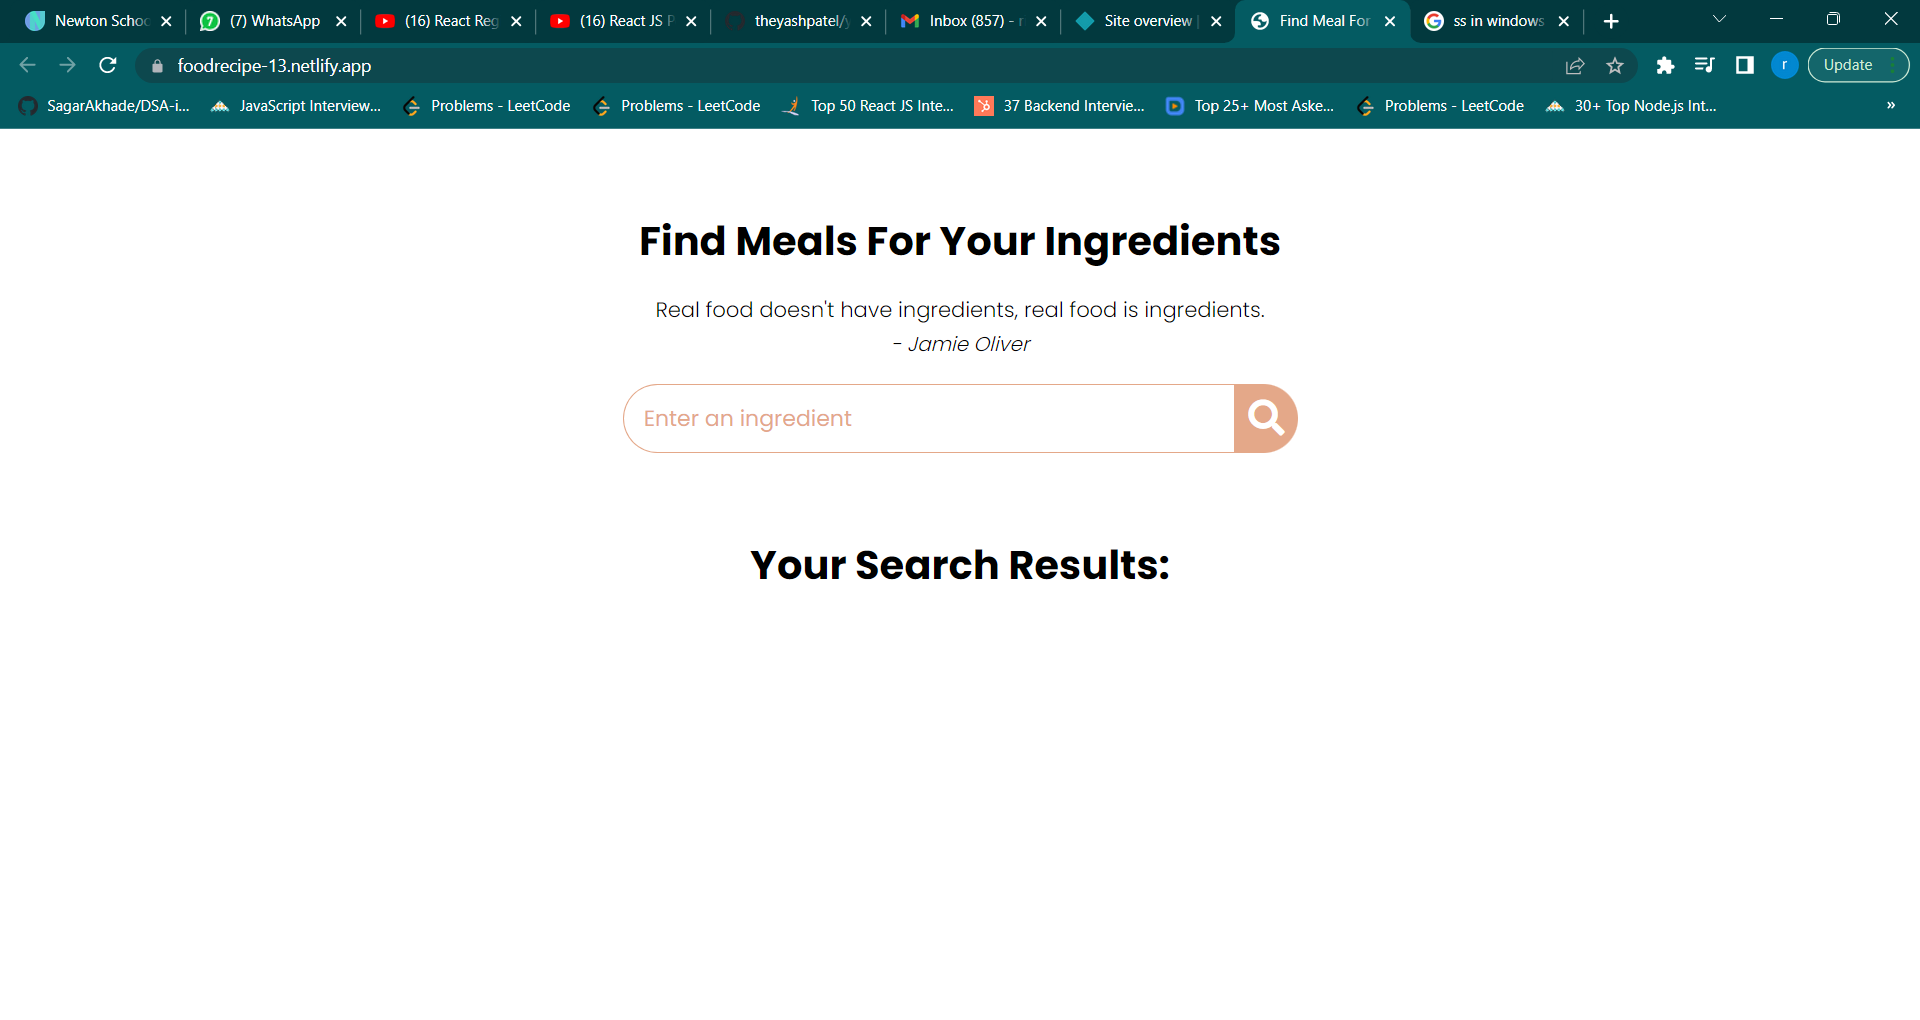 Newton Schoo
(7) WhatsApp
(16) React Reg
(16) React JS P
theyashpatel/y
Inbox (857) - r
Site overview |
Find Meal For
ss in windows
foodrecipe-13.netlify.app
r
Update
SagarAkhade/DSA-i...
JavaScript Interview...
Problems - LeetCode
Problems - LeetCode
Top 50 React JS Inte...
37 Backend Intervie...
Top 25+ Most Aske...
Problems - LeetCode
30+ Top Node.js Int...
»
Find Meals For Your Ingredients
Real food doesn't have ingredients, real food is ingredients.
- Jamie Oliver
Enter an ingredient
Your Search Results: